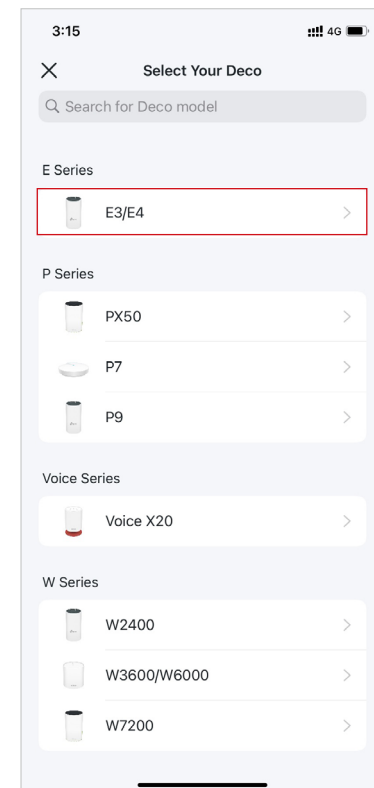 3:15
4G
Select Your Deco
Search for Deco model
E Series
E3/E4
P Series
PX50
P7
P9
Voice Series
Voice X20
W Series
W2400
W3600/W6000
W7200